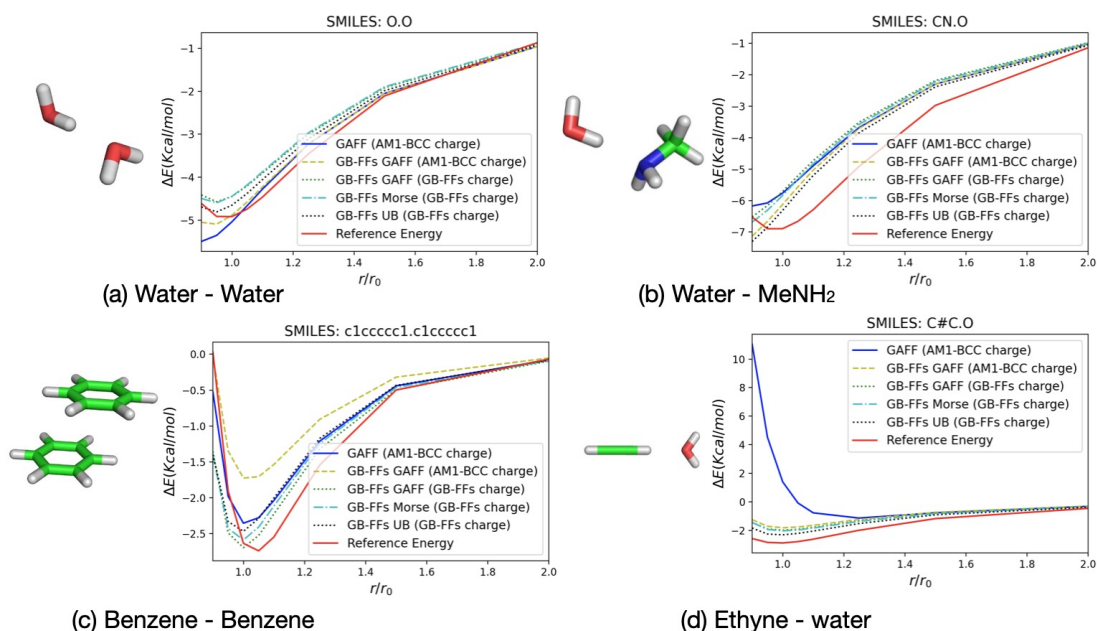 SMILES: O.O
−1
−2
−3
−4
−5
ΔE(Kcal/mol)
GAFF (AM1-BCC charge)
GB-FFs GAFF (AM1-BCC charge)
GB-FFs GAFF (GB-FFs charge)
GB-FFs Morse (GB-FFs charge)
GB-FFs UB (GB-FFs charge)
Reference Energy
1.0 1.2 1.4 1.6 1.8 2.0
r/r₀
(a) Water - Water
SMILES: CN.O
−1
−2
−3
−4
−5
−6
−7
ΔE(Kcal/mol)
GAFF (AM1-BCC charge)
GB-FFs GAFF (AM1-BCC charge)
GB-FFs GAFF (GB-FFs charge)
GB-FFs Morse (GB-FFs charge)
GB-FFs UB (GB-FFs charge)
Reference Energy
1.0 1.2 1.4 1.6 1.8 2.0
r/r₀
(b) Water - MeNH₂
SMILES: c1ccccc1.c1ccccc1
0.0
−0.5
−1.0
−1.5
−2.0
−2.5
ΔE(Kcal/mol)
GAFF (AM1-BCC charge)
GB-FFs GAFF (AM1-BCC charge)
GB-FFs GAFF (GB-FFs charge)
GB-FFs Morse (GB-FFs charge)
GB-FFs UB (GB-FFs charge)
Reference Energy
1.0 1.2 1.4 1.6 1.8 2.0
r/r₀
(c) Benzene - Benzene
SMILES: C#C.O
10
8
6
4
2
0
−2
ΔE(Kcal/mol)
GAFF (AM1-BCC charge)
GB-FFs GAFF (AM1-BCC charge)
GB-FFs GAFF (GB-FFs charge)
GB-FFs Morse (GB-FFs charge)
GB-FFs UB (GB-FFs charge)
Reference Energy
1.0 1.2 1.4 1.6 1.8 2.0
r/r₀
(d) Ethyne - water